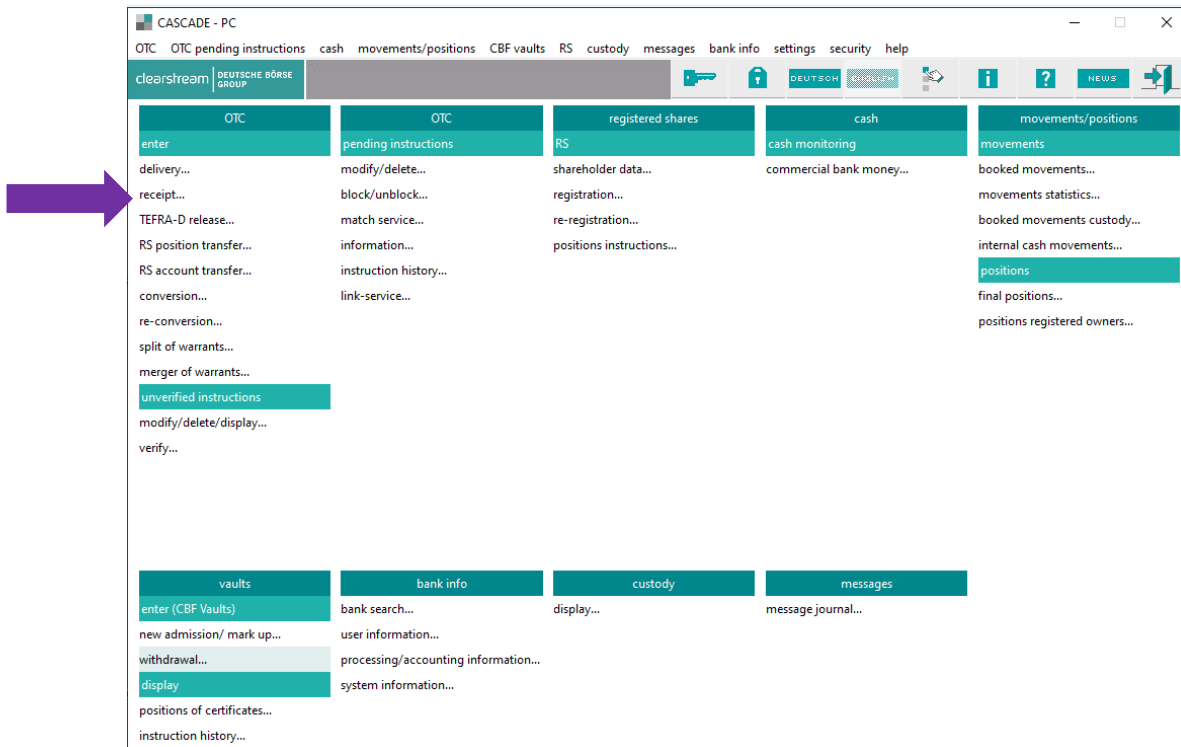 CASCADE - PC
OTC OTC pending instructions cash movements/positions CBF vaults RS custody messages bank info settings security help
clearstream DEUTSCHE BÖRSE GROUP DEUTSCH ENGLISH i ? NEWS
OTC
enter
delivery...
receipt...
TEFRA-D release...
RS position transfer...
RS account transfer...
conversion...
re-conversion...
split of warrants...
merger of warrants...
unverified instructions
modify/delete/display...
verify...
OTC
pending instructions
modify/delete...
block/unblock...
match service...
information...
instruction history...
link-service...
registered shares
RS
shareholder data...
registration...
re-registration...
positions instructions...
cash
cash monitoring
commercial bank money...
movements/positions
movements
booked movements...
movements statistics...
booked movements custody...
internal cash movements...
positions
final positions...
positions registered owners...
vaults
enter (CBF Vaults)
new admission/ mark up...
withdrawal...
display
positions of certificates...
instruction history...
bank info
bank search...
user information...
processing/accounting information...
system information...
custody
display...
messages
message journal...